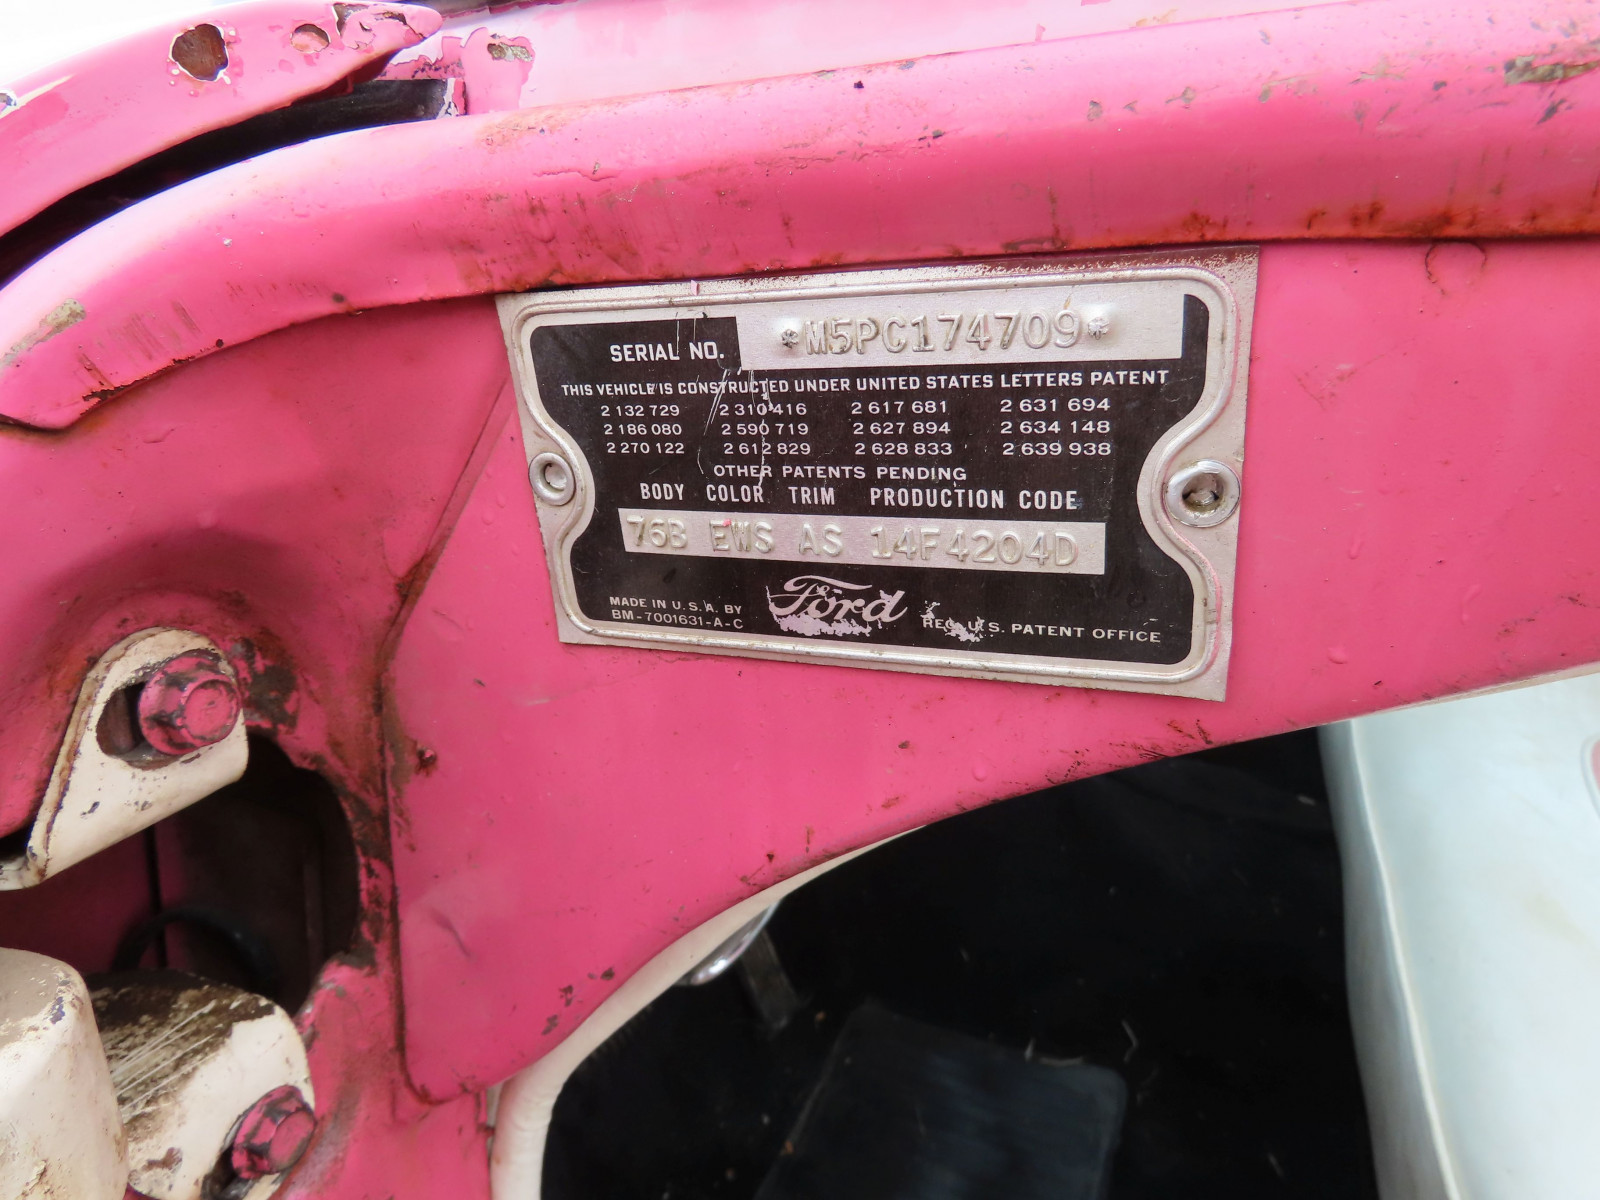 SERIAL NO. *M5PC174709*
THIS VEHICLE IS CONSTRUCTED UNDER UNITED STATES LETTERS PATENT
2 132 729 2 310 416 2 617 681 2 631 694
2 186 080 2 590 719 2 627 894 2 634 148
2 270 122 2 612 829 2 628 833 2 639 938
OTHER PATENTS PENDING
BODY COLOR TRIM PRODUCTION CODE
76B EWS AS 14F4204D
MADE IN U.S.A. BY Ford REG. U.S. PATENT OFFICE
BM-7001631-A-C